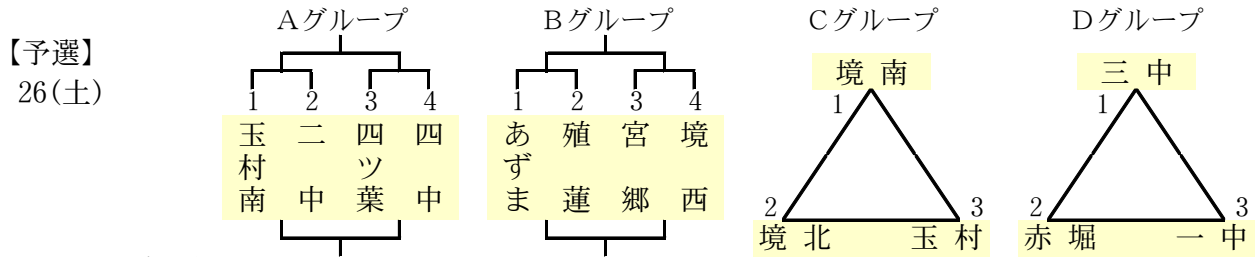 Aグループ Bグループ Cグループ Dグループ
【予選】
26(土)
境南 三中
1 2 3 4 1 2 3 4 1 1
玉村南 二中 四ツ葉 四中 あずま 殖蓮 宮郷 境西
2 3 2 3
境北 玉村 赤堀 一中